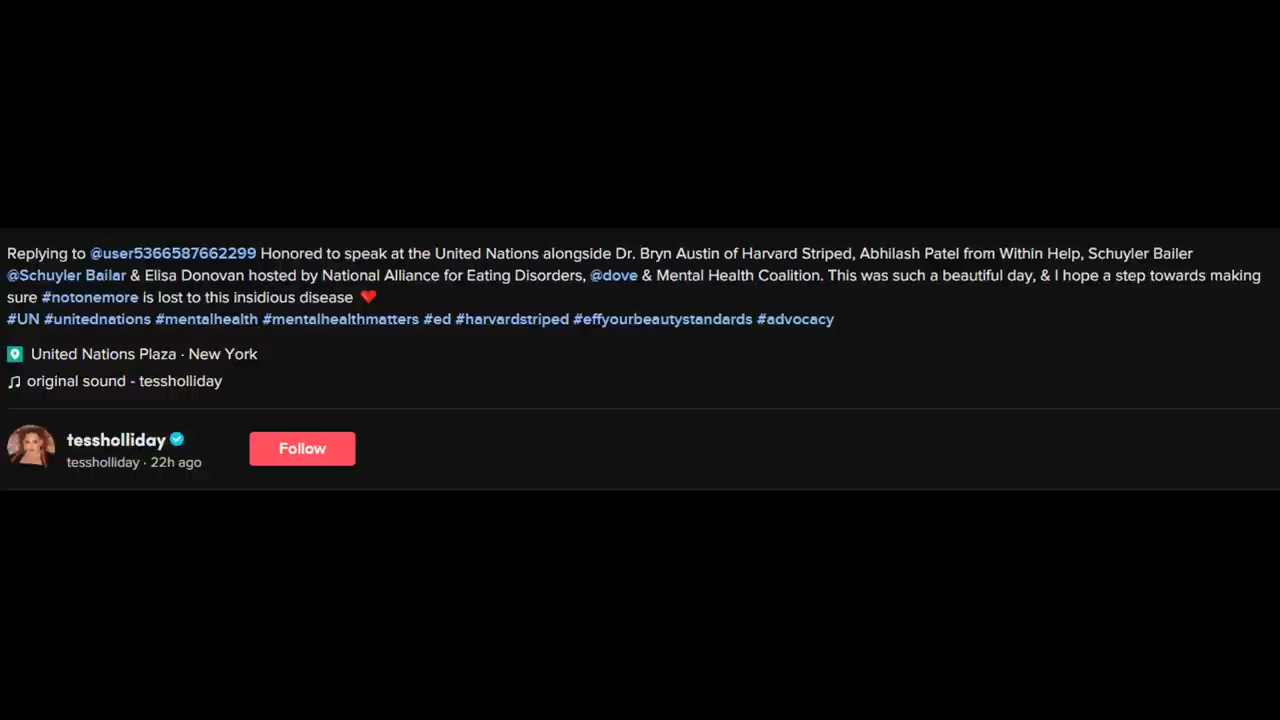 Replying to @user5366587662299 Honored to speak at the United Nations alongside Dr. Bryn Austin of Harvard Striped, Abhilash Patel from Within Help, Schuyler Bailer
@Schuyler Bailar & Elisa Donovan hosted by National Alliance for Eating Disorders, @dove & Mental Health Coalition. This was such a beautiful day, & I hope a step towards making
sure #notonemore is lost to this insidious disease ❤️
#UN #unitednations #mentalhealth #mentalhealthmatters #ed #harvardstriped #effyourbeautystandards #advocacy
United Nations Plaza · New York
original sound - tessholliday
tessholliday
Follow
tessholliday · 22h ago